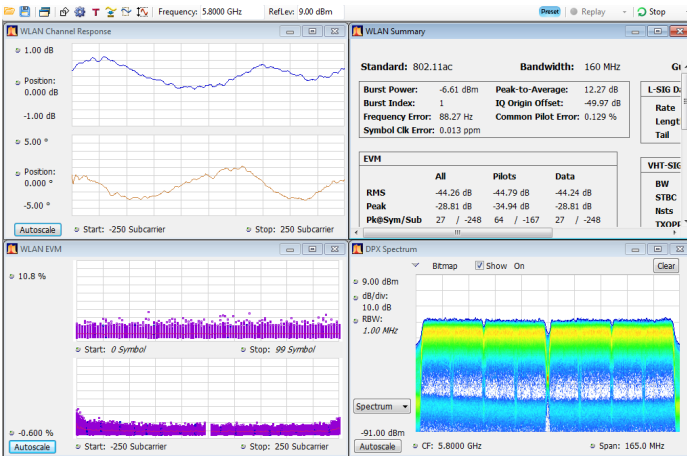 Frequency: 5.8000 GHz RefLev: 9.00 dBm Preset Replay Stop
WLAN Channel Response
1.00 dB
Position:
0.000 dB
-1.00 dB
5.00 °
Position:
0.000 °
-5.00 °
Autoscale Start: -250 Subcarrier Stop: 250 Subcarrier
WLAN Summary
Standard: 802.11ac Bandwidth: 160 MHz Gu
Burst Power: -6.61 dBm Peak-to-Average: 12.27 dB
Burst Index: 1 IQ Origin Offset: -49.97 dB
Frequency Error: 88.27 Hz Common Pilot Error: 0.129 %
Symbol Clk Error: 0.013 ppm
L-SIG Da
Rate
Lengt
Tail
EVM
All Pilots Data
RMS -44.26 dB -44.79 dB -44.24 dB
Peak -28.81 dB -34.94 dB -28.81 dB
Pk@Sym/Sub 27 / -248 64 / -167 27 / -248
VHT-SIG
BW
STBC
Nsts
TXOPF
WLAN EVM
10.8 %
Start: 0 Symbol Stop: 99 Symbol
-0.600 %
Autoscale Start: -250 Subcarrier Stop: 250 Subcarrier
DPX Spectrum
Bitmap Show On Clear
9.00 dBm
dB/div:
10.0 dB
RBW:
1.00 MHz
Spectrum
-91.00 dBm
Autoscale CF: 5.8000 GHz Span: 165.0 MHz